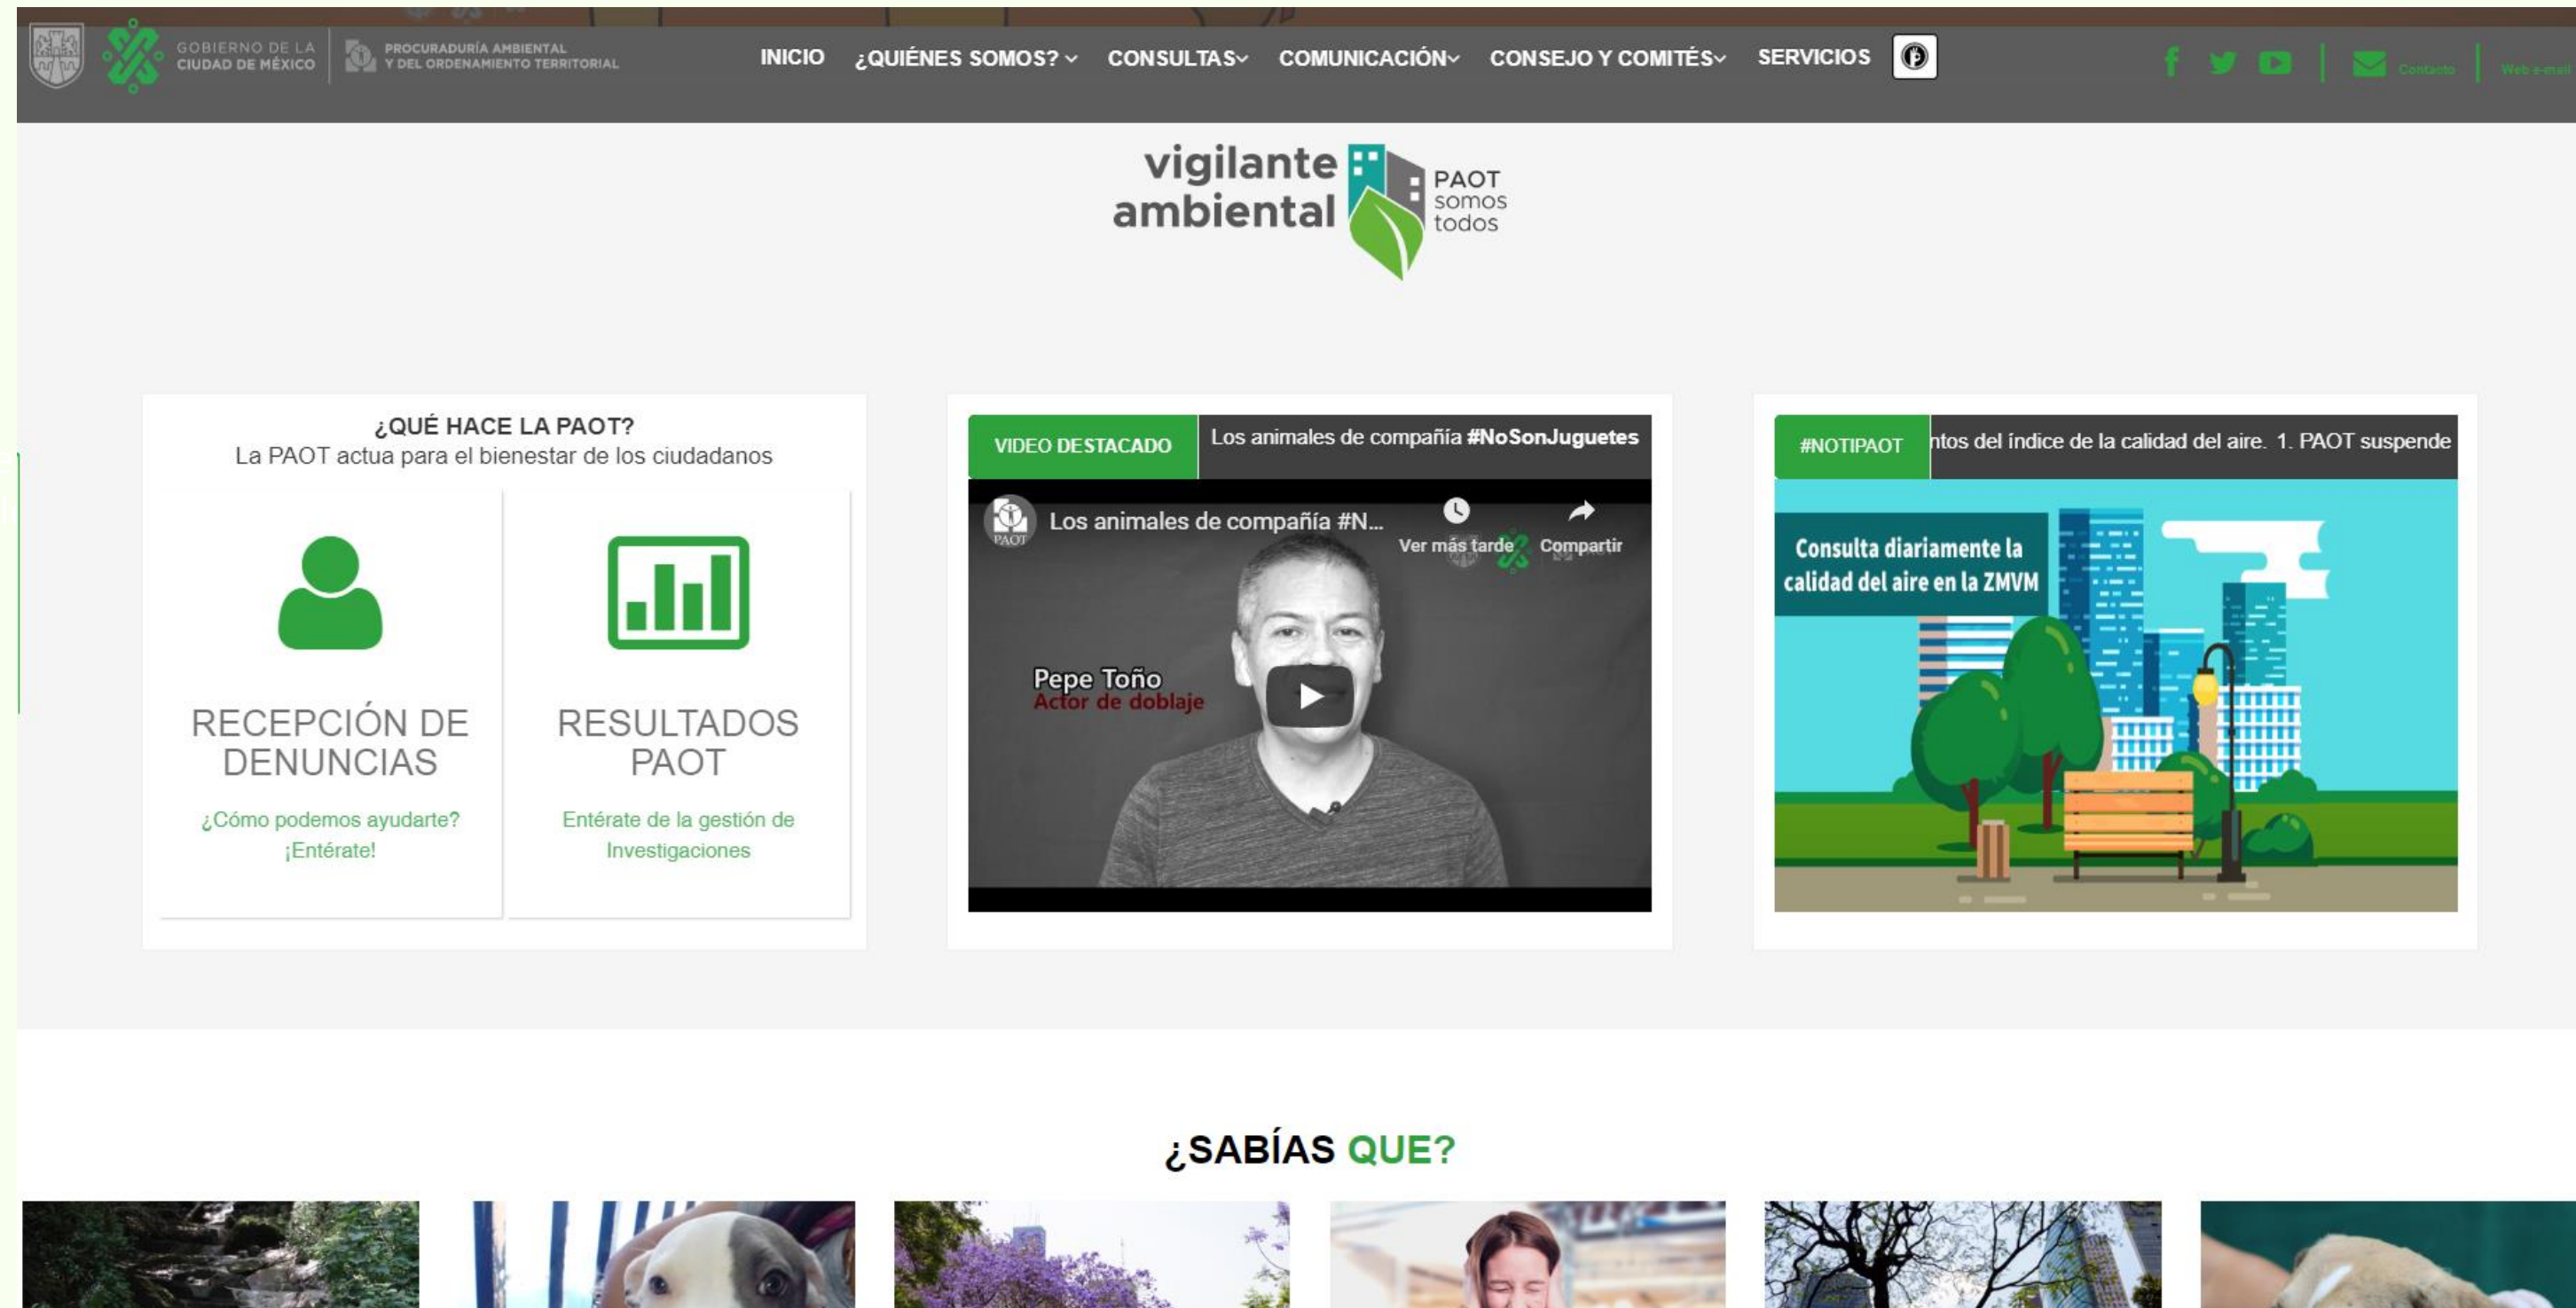 GOBIERNO DE LA
CIUDAD DE MÉXICO
PROCURADURÍA AMBIENTAL
Y DEL ORDENAMIENTO TERRITORIAL
INICIO ¿QUIÉNES SOMOS? CONSULTAS COMUNICACIÓN CONSEJO Y COMITÉS SERVICIOS
Contacto Web e-mail
vigilante
ambiental
PAOT
somos
todos
¿QUÉ HACE LA PAOT?
La PAOT actua para el bienestar de los ciudadanos
RECEPCIÓN DE
DENUNCIAS
¿Cómo podemos ayudarte?
¡Entérate!
RESULTADOS
PAOT
Entérate de la gestión de
Investigaciones
VIDEO DESTACADO Los animales de compañía #NoSonJuguetes
PAOT
Los animales de compañía #N...
Ver más tarde Compartir
Pepe Toño
Actor de doblaje
#NOTIPAOT ntos del índice de la calidad del aire. 1. PAOT suspende
Consulta diariamente la
calidad del aire en la ZMVM
¿SABÍAS QUE?